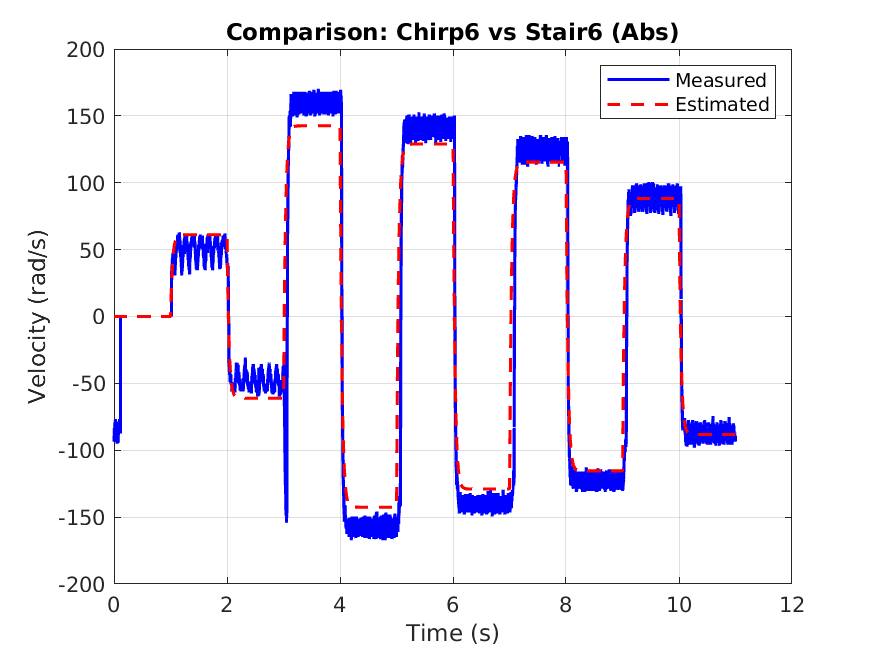 Comparison: Chirp6 vs Stair6 (Abs)
Measured
Estimated
200
150
100
50
0
-50
-100
-150
-200
Velocity (rad/s)
0 2 4 6 8 10 12
Time (s)